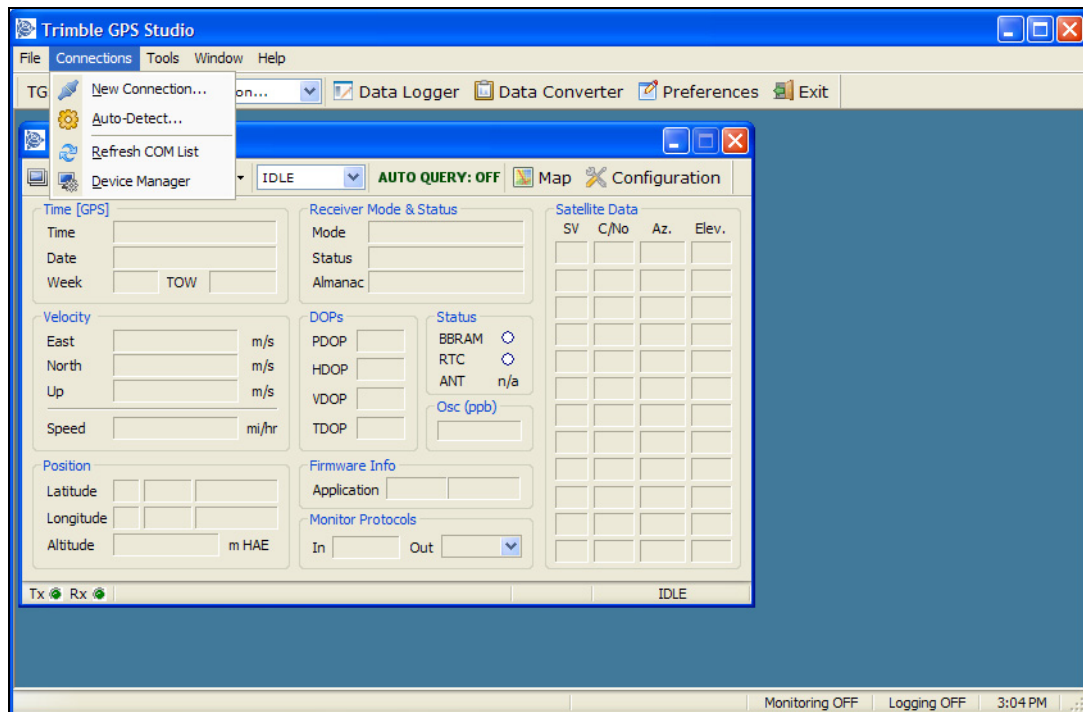 Trimble GPS Studio
File Connections Tools Window Help
TG on... Data Logger Data Converter Preferences Exit
New Connection...
Auto-Detect...
Refresh COM List
Device Manager
IDLE AUTO QUERY: OFF Map Configuration
Time [GPS]
Time
Date
Week TOW
Receiver Mode & Status
Mode
Status
Almanac
Satellite Data
SV C/No Az. Elev.
Velocity
East m/s
North m/s
Up m/s
Speed mi/hr
DOPs
PDOP
HDOP
VDOP
TDOP
Status
BBRAM
RTC
ANT n/a
Osc (ppb)
Position
Latitude
Longitude
Altitude m HAE
Firmware Info
Application
Monitor Protocols
In Out
Tx Rx IDLE
Monitoring OFF Logging OFF 3:04 PM